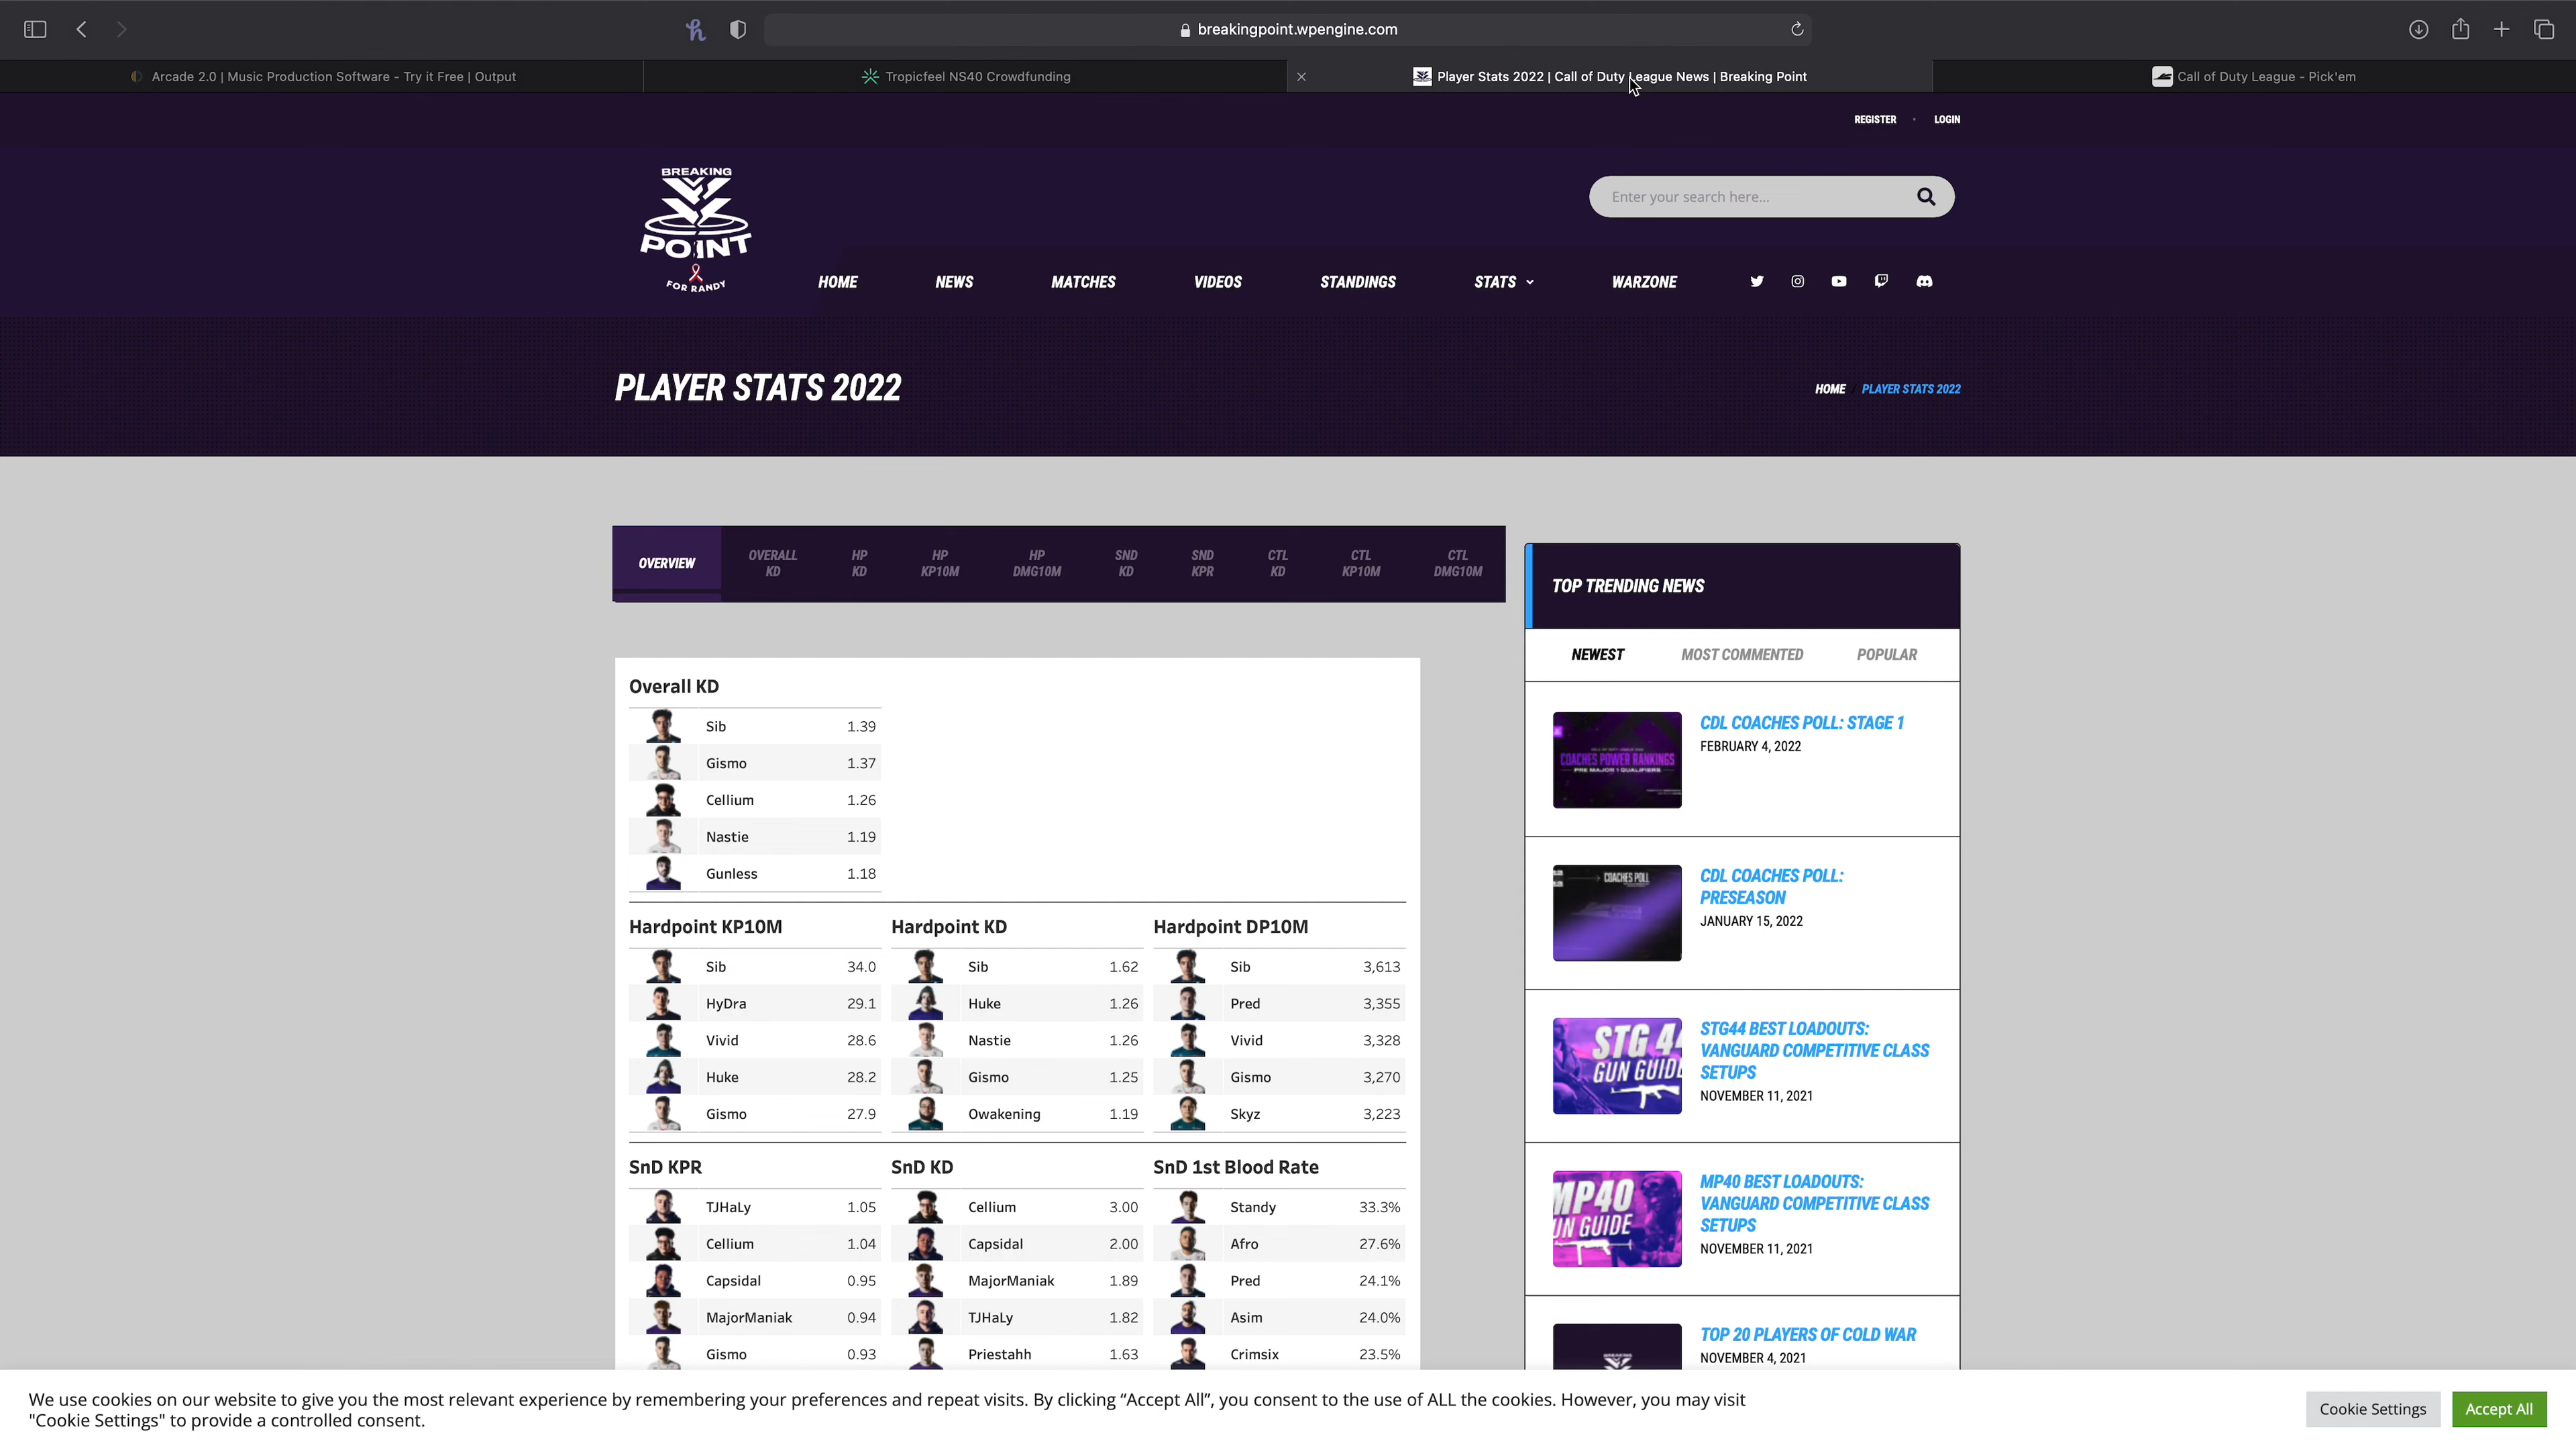 breakingpoint.wpengine.com
Arcade 2.0 | Music Production Software - Try it Free | Output
Tropicfeel NS40 Crowdfunding
Player Stats 2022 | Call of Duty League News | Breaking Point
Call of Duty League - Pick'em
REGISTER
LOGIN
BREAKING
POINT
FOR RANDY
Enter your search here...
HOME
NEWS
MATCHES
VIDEOS
STANDINGS
STATS
WARZONE
PLAYER STATS 2022
HOME PLAYER STATS 2022
OVERVIEW
OVERALL
KD
HP
KD
HP
KP10M
HP
DMG10M
SND
KD
SND
KPR
CTL
KD
CTL
KP10M
CTL
DMG10M
Overall KD
Sib 1.39
Gismo 1.37
Cellium 1.26
Nastie 1.19
Gunless 1.18
Hardpoint KP10M
Sib 34.0
HyDra 29.1
Vivid 28.6
Huke 28.2
Gismo 27.9
Hardpoint KD
Sib 1.62
Huke 1.26
Nastie 1.26
Gismo 1.25
Owakening 1.19
Hardpoint DP10M
Sib 3,613
Pred 3,355
Vivid 3,328
Gismo 3,270
Skyz 3,223
SnD KPR
TJHaLy 1.05
Cellium 1.04
Capsidal 0.95
MajorManiak 0.94
Gismo 0.93
SnD KD
Cellium 3.00
Capsidal 2.00
MajorManiak 1.89
TJHaLy 1.82
Priestahh 1.63
SnD 1st Blood Rate
Standy 33.3%
Afro 27.6%
Pred 24.1%
Asim 24.0%
Crimsix 23.5%
TOP TRENDING NEWS
NEWEST
MOST COMMENTED
POPULAR
COACHES POWER RANKINGS
PRE MAJOR 1 QUALIFIERS
CDL COACHES POLL: STAGE 1
FEBRUARY 4, 2022
COACHES POLL
CDL COACHES POLL:
PRESEASON
JANUARY 15, 2022
STG 44
GUN GUIDE
STG44 BEST LOADOUTS:
VANGUARD COMPETITIVE CLASS
SETUPS
NOVEMBER 11, 2021
MP40
UN GUIDE
MP40 BEST LOADOUTS:
VANGUARD COMPETITIVE CLASS
SETUPS
NOVEMBER 11, 2021
TOP 20 PLAYERS OF COLD WAR
NOVEMBER 4, 2021
We use cookies on our website to give you the most relevant experience by remembering your preferences and repeat visits. By clicking “Accept All”, you consent to the use of ALL the cookies. However, you may visit
"Cookie Settings" to provide a controlled consent.
Cookie Settings
Accept All